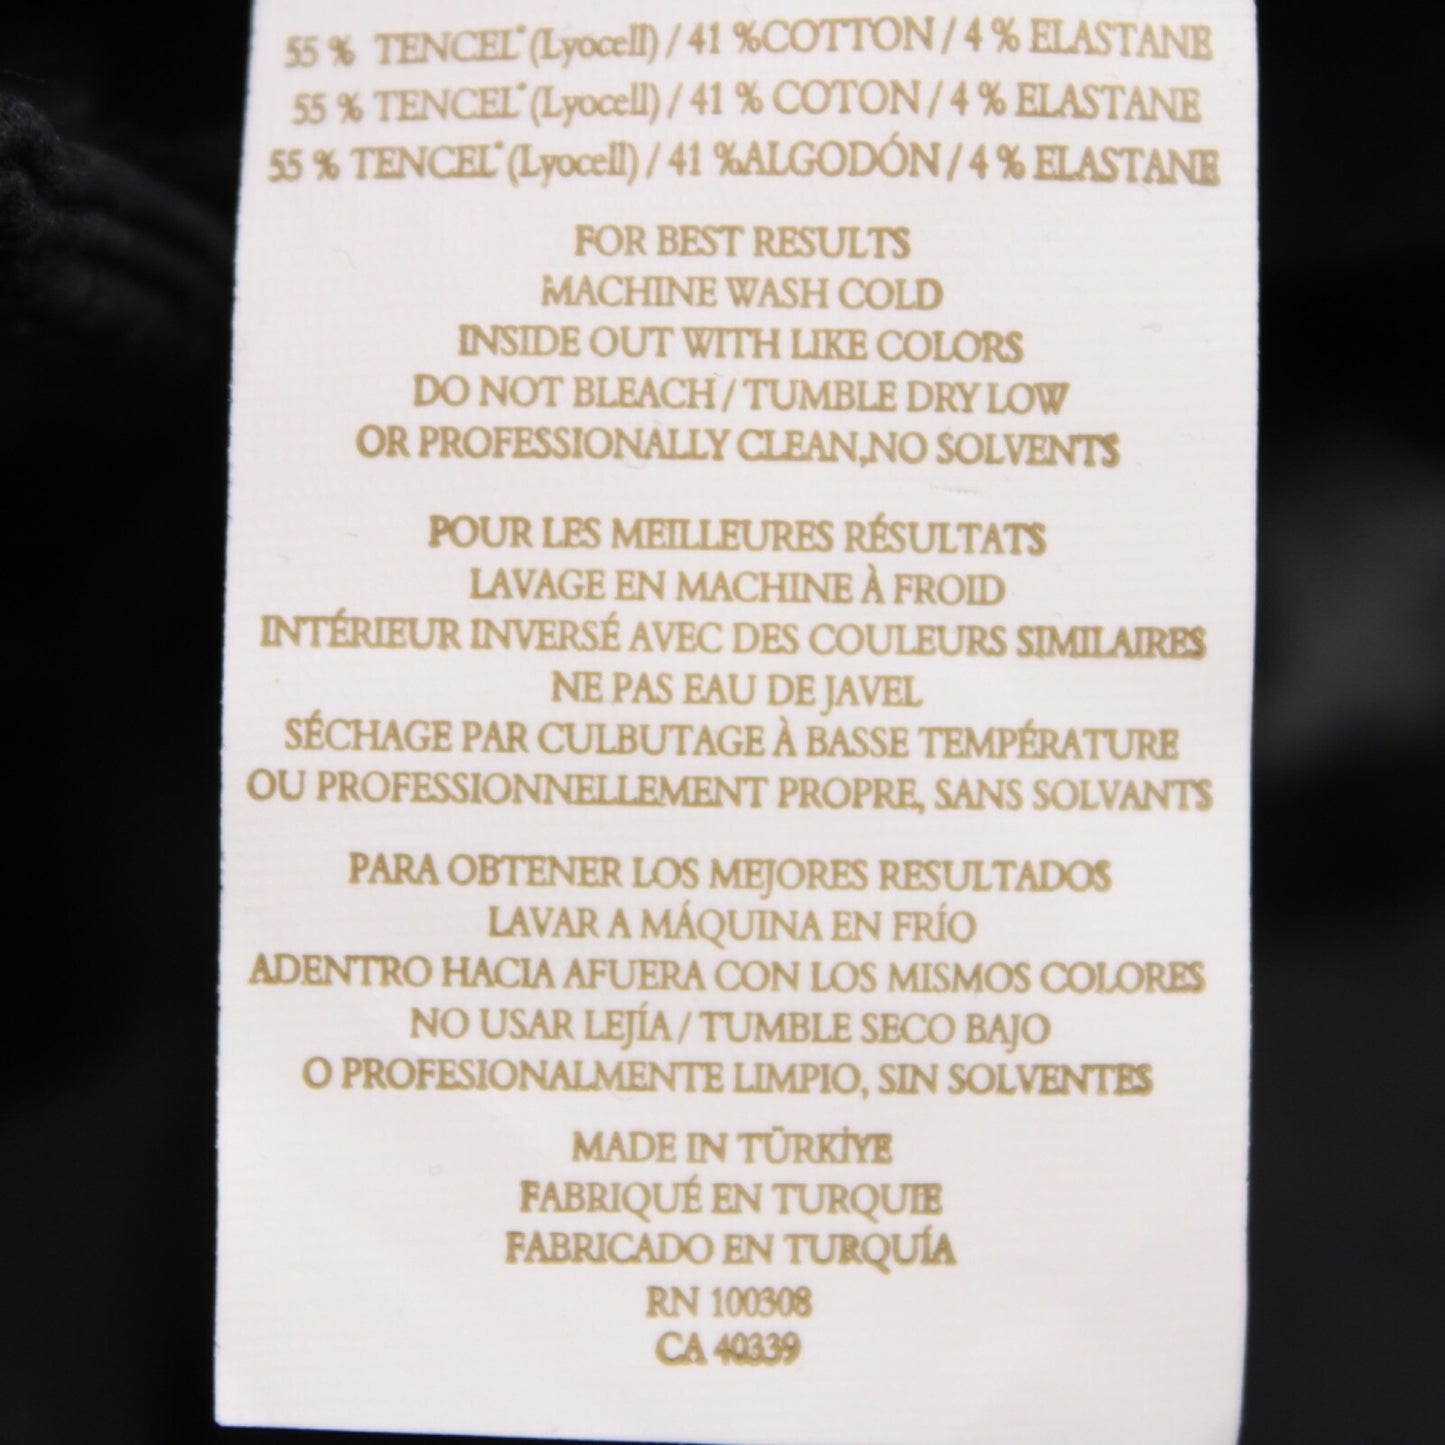 55 % TENCEL® (Lyocell) / 41 %COTTON / 4 % ELASTANE
55 % TENCEL® (Lyocell) / 41 % COTON / 4 % ELASTANE
55 % TENCEL® (Lyocell) / 41 %ALGODÓN / 4 % ELASTANE
FOR BEST RESULTS
MACHINE WASH COLD
INSIDE OUT WITH LIKE COLORS
DO NOT BLEACH / TUMBLE DRY LOW
OR PROFESSIONALLY CLEAN,NO SOLVENTS
POUR LES MEILLEURES RÉSULTATS
LAVAGE EN MACHINE À FROID
INTÉRIEUR INVERSÉ AVEC DES COULEURS SIMILAIRES
NE PAS EAU DE JAVEL
SÉCHAGE PAR CULBUTAGE À BASSE TEMPÉRATURE
OU PROFESSIONNELLEMENT PROPRE, SANS SOLVANTS
PARA OBTENER LOS MEJORES RESULTADOS
LAVAR A MÁQUINA EN FRÍO
ADENTRO HACIA AFUERA CON LOS MISMOS COLORES
NO USAR LEJÍA / TUMBLE SECO BAJO
O PROFESIONALMENTE LIMPIO, SIN SOLVENTES
MADE IN TÜRKİYE
FABRIQUÉ EN TURQUIE
FABRICADO EN TURQUÍA
RN 100308
CA 40339